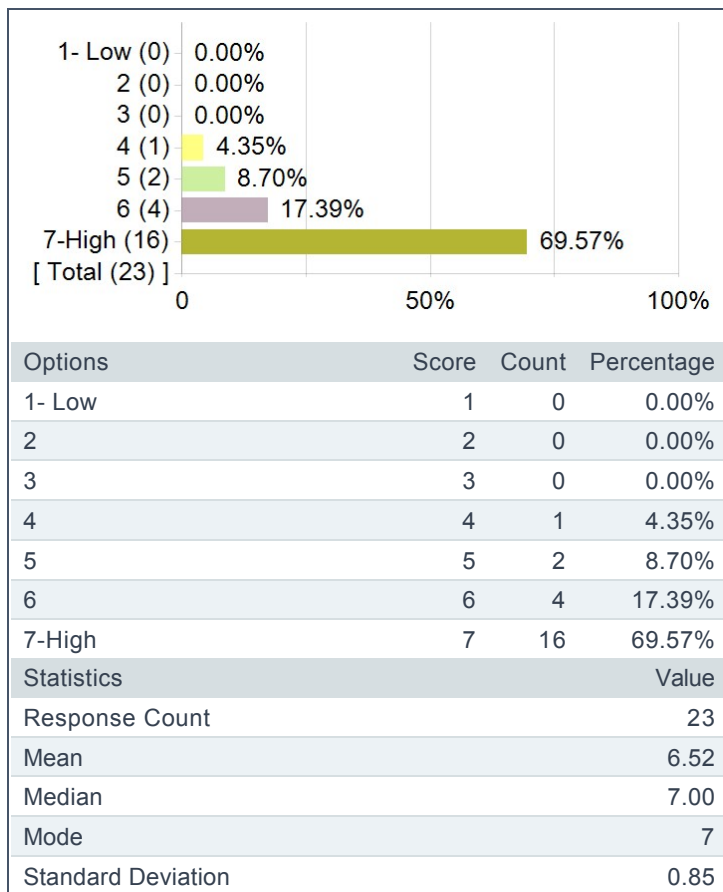 1- Low (0) 0.00%
2 (0) 0.00%
3 (0) 0.00%
4 (1) 4.35%
5 (2) 8.70%
6 (4) 17.39%
7-High (16) 69.57%
[ Total (23) ]
0 50% 100%
Options Score Count Percentage
1- Low 1 0 0.00%
2 2 0 0.00%
3 3 0 0.00%
4 4 1 4.35%
5 5 2 8.70%
6 6 4 17.39%
7-High 7 16 69.57%
Statistics Value
Response Count 23
Mean 6.52
Median 7.00
Mode 7
Standard Deviation 0.85